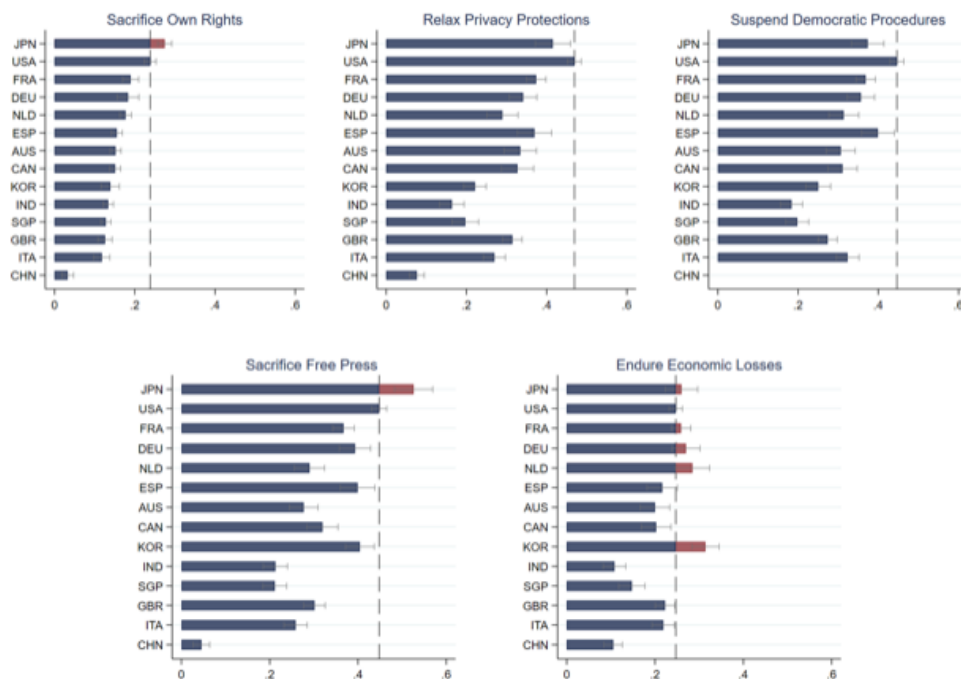 Sacrifice Own Rights
JPN
USA
FRA
DEU
NLD
ESP
AUS
CAN
KOR
IND
SGP
GBR
ITA
CHN
0 .2 .4 .6
Relax Privacy Protections
JPN
USA
FRA
DEU
NLD
ESP
AUS
CAN
KOR
IND
SGP
GBR
ITA
CHN
0 .2 .4 .6
Suspend Democratic Procedures
JPN
USA
FRA
DEU
NLD
ESP
AUS
CAN
KOR
IND
SGP
GBR
ITA
CHN
0 .2 .4 .6
Sacrifice Free Press
JPN
USA
FRA
DEU
NLD
ESP
AUS
CAN
KOR
IND
SGP
GBR
ITA
CHN
0 .2 .4 .6
Endure Economic Losses
JPN
USA
FRA
DEU
NLD
ESP
AUS
CAN
KOR
IND
SGP
GBR
ITA
CHN
0 .2 .4 .6